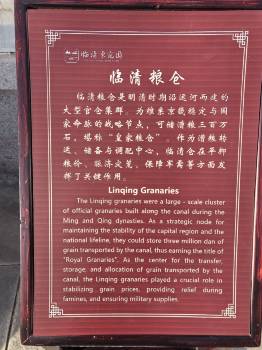 临清宛园
临清粮仓
临清粮仓是明清时期沿运河而建的
大型官仓集群。为维系京畿稳定与国
家命脉的战略节点,可储漕粮三百万
石,堪称“皇家粮仓”。作为漕粮转
运、储备与调配中心,临清仓在平抑
粮价、赈济灾荒、保障军需等方面发
挥了关键作用。
Linqing Granaries
The Linqing granaries were a large - scale cluster
of official granaries built along the canal during the
Ming and Qing dynasties. As a strategic node for
maintaining the stability of the capital region and the
national lifeline, they could store three million dan of
grain transported by the canal, thus earning the title of
"Royal Granaries". As the center for the transfer,
storage, and allocation of grain transported by the
canal, the Linqing granaries played a crucial role in
stabilizing grain prices, providing relief during
famines, and ensuring military supplies.